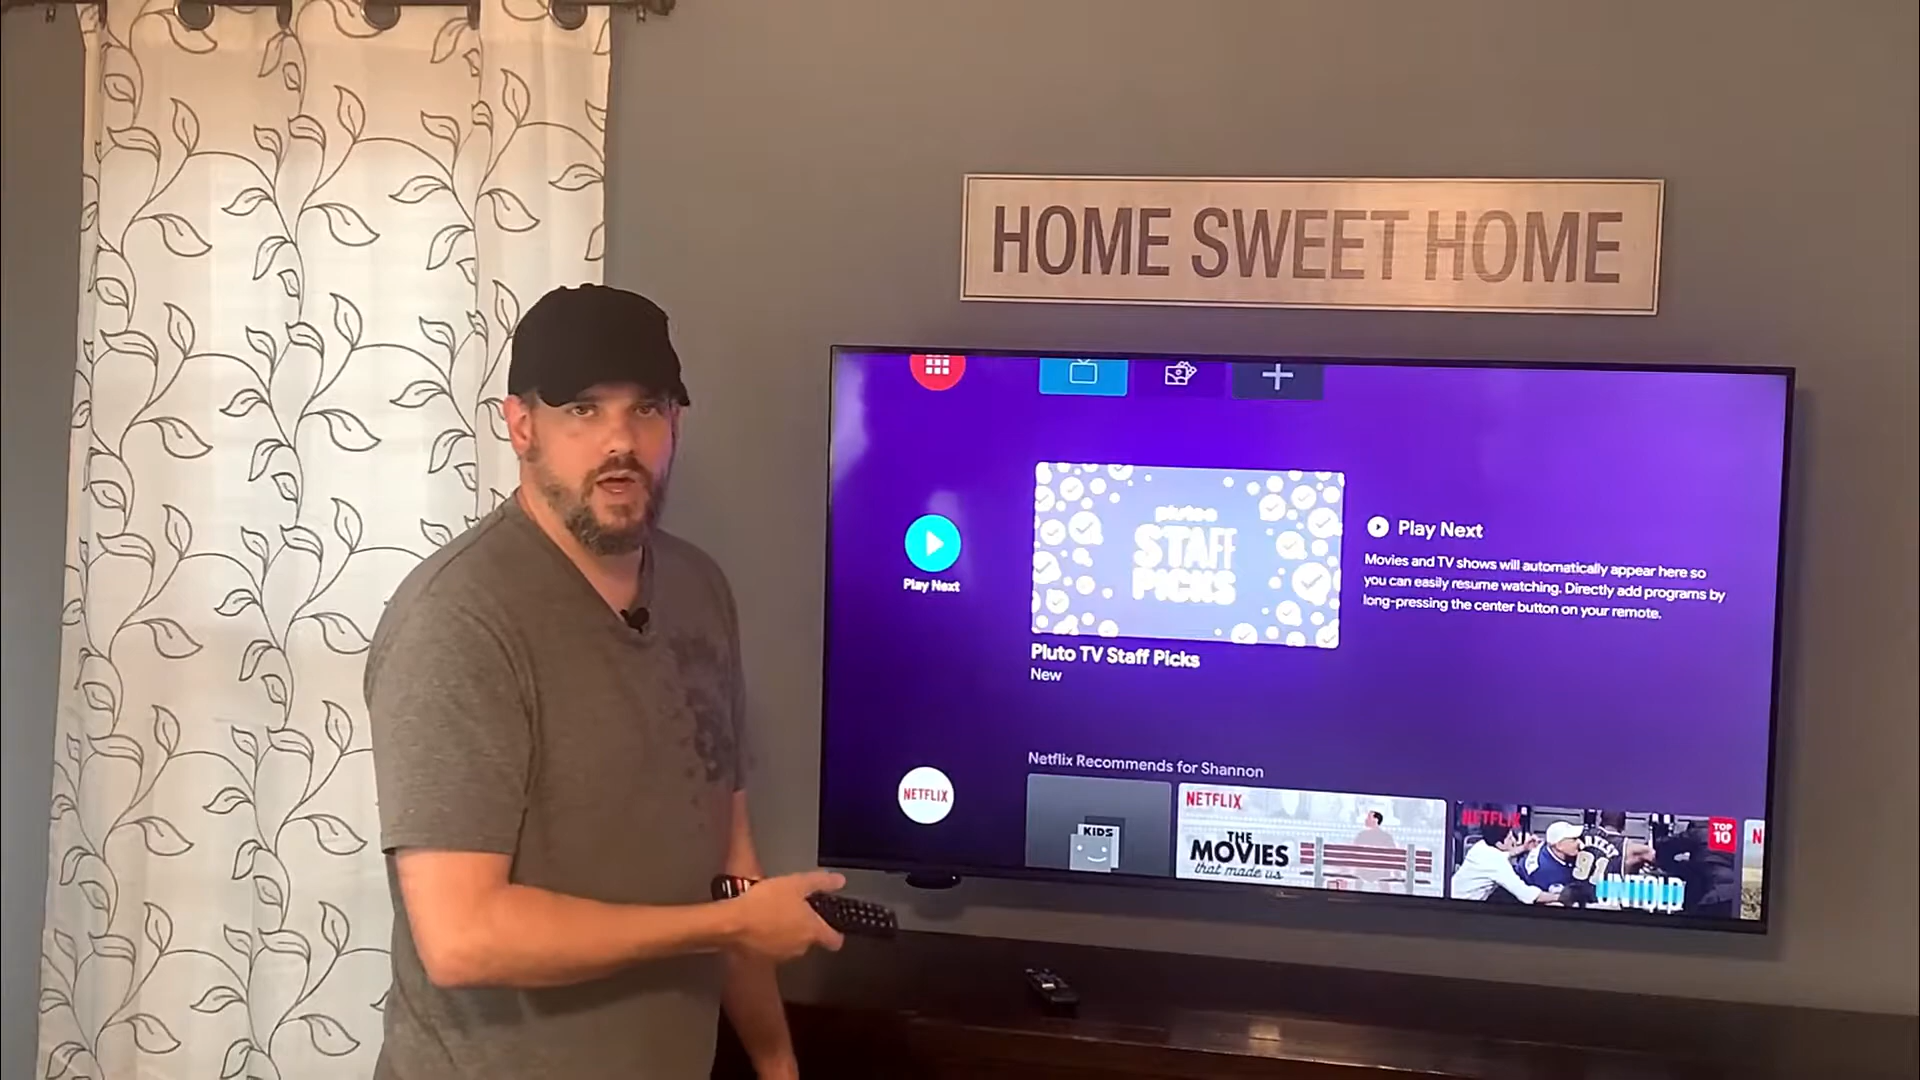 HOME SWEET HOME
pluto tv
STAFF
PICKS
Play Next
Play Next
Movies and TV shows will automatically appear here so
you can easily resume watching. Directly add programs by
long-pressing the center button on your remote.
Pluto TV Staff Picks
New
Netflix Recommends for Shannon
NETFLIX
KIDS
NETFLIX
THE
MOVIES
that made us
NETFLIX
TOP
10
UNTOLD
N